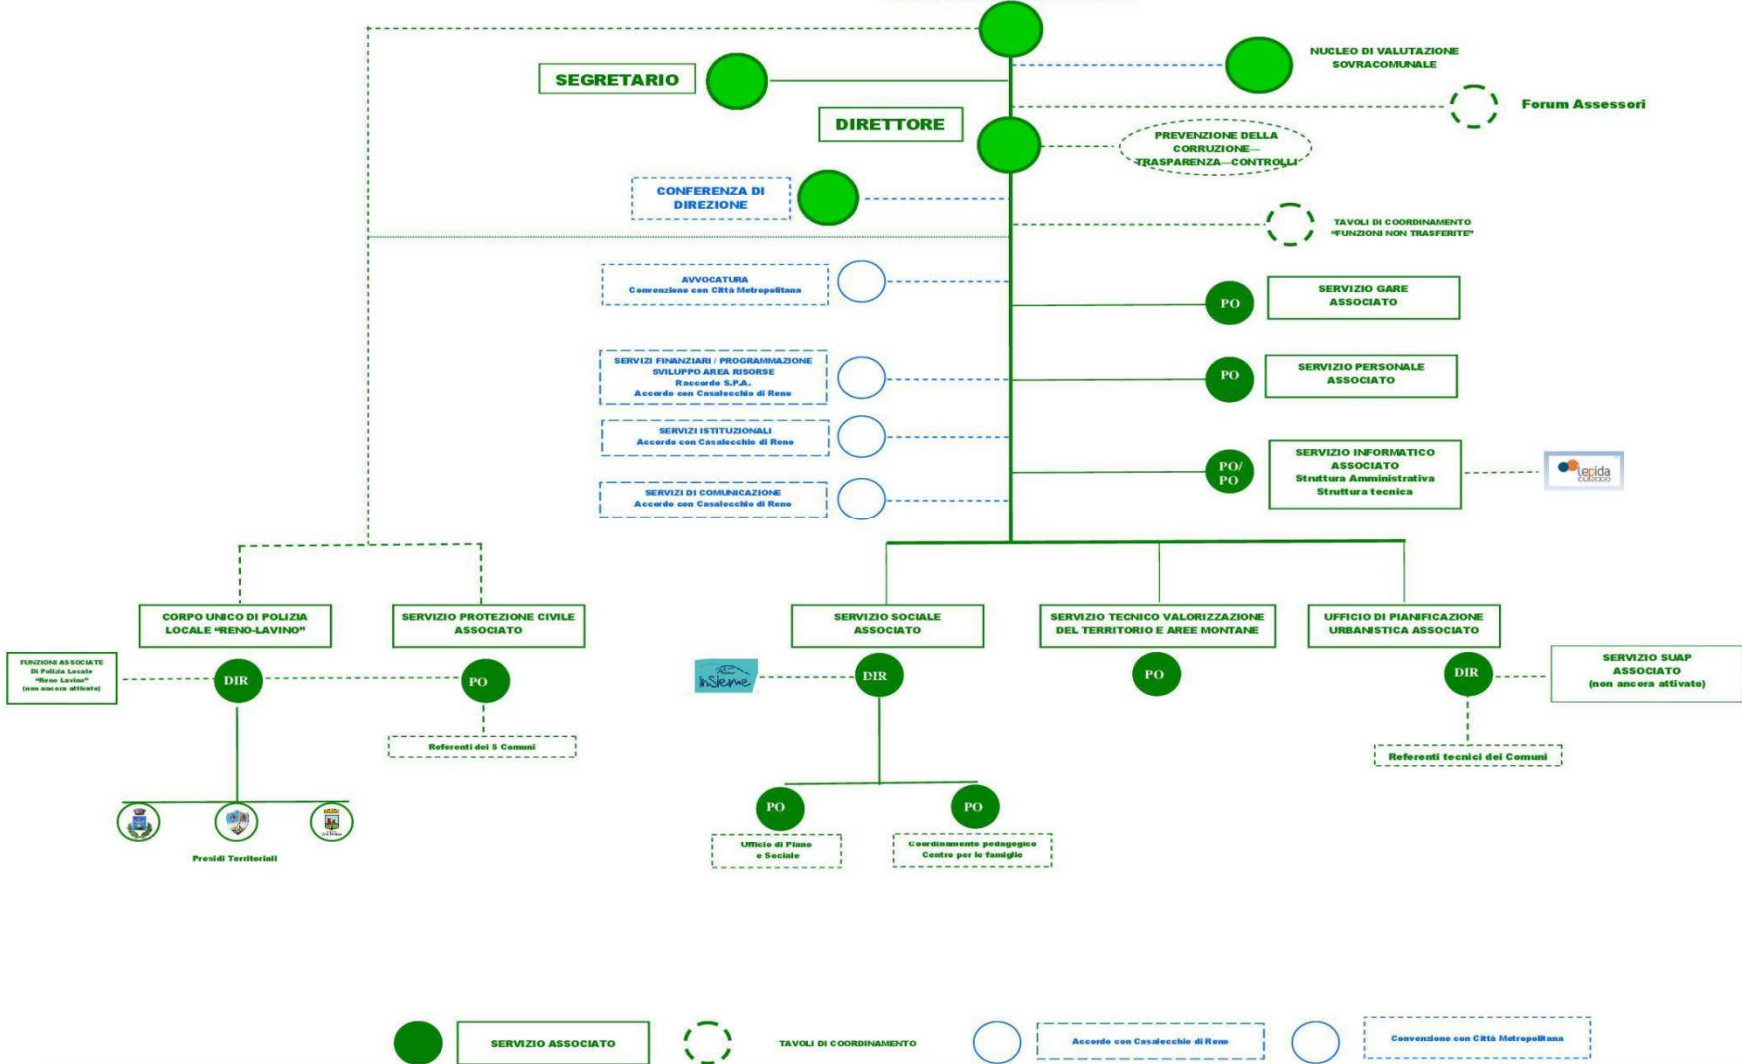 NUCLEO DI VALUTAZIONE
SOVRACOMUNALE
SEGRETARIO
Forum Assessori
DIRETTORE
PREVENZIONE DELLA
CORRUZIONE—
TRASPARENZA—CONTROLLI
CONFERENZA DI
DIREZIONE
TAVOLI DI COORDINAMENTO
"FUNZIONI NON TRASFERITE"
AVVOCATURA
Convenzione con Città Metropolitana
PO
SERVIZIO GARE
ASSOCIATO
SERVIZI FINANZIARI / PROGRAMMAZIONE
SVILUPPO AREA RISORSE
Raccordo S.P.A.
Accordo con Casalecchio di Reno
PO
SERVIZIO PERSONALE
ASSOCIATO
SERVIZI ISTITUZIONALI
Accordo con Casalecchio di Reno
PO/
PO
SERVIZIO INFORMATICO
ASSOCIATO
Struttura Amministrativa
Struttura tecnica
lepida
SERVIZI DI COMUNICAZIONE
Accordo con Casalecchio di Reno
CORPO UNICO DI POLIZIA
LOCALE "RENO-LAVINO"
SERVIZIO PROTEZIONE CIVILE
ASSOCIATO
SERVIZIO SOCIALE
ASSOCIATO
SERVIZIO TECNICO VALORIZZAZIONE
DEL TERRITORIO E AREE MONTANE
UFFICIO DI PIANIFICAZIONE
URBANISTICA ASSOCIATO
FUNZIONI ASSOCIATE
Di Polizia Locale
"Reno Lavino"
(non ancora attivato)
DIR
PO
InSieme
DIR
PO
DIR
SERVIZIO SUAP
ASSOCIATO
(non ancora attivato)
Referenti dei 5 Comuni
Referenti tecnici dei Comuni
PO
PO
Presidi Territoriali
Ufficio di Piano
e Sociale
Coordinamento pedagogico
Centro per le famiglie
SERVIZIO ASSOCIATO
TAVOLI DI COORDINAMENTO
Accordo con Casalecchio di Reno
Convenzione con Città Metropolitana